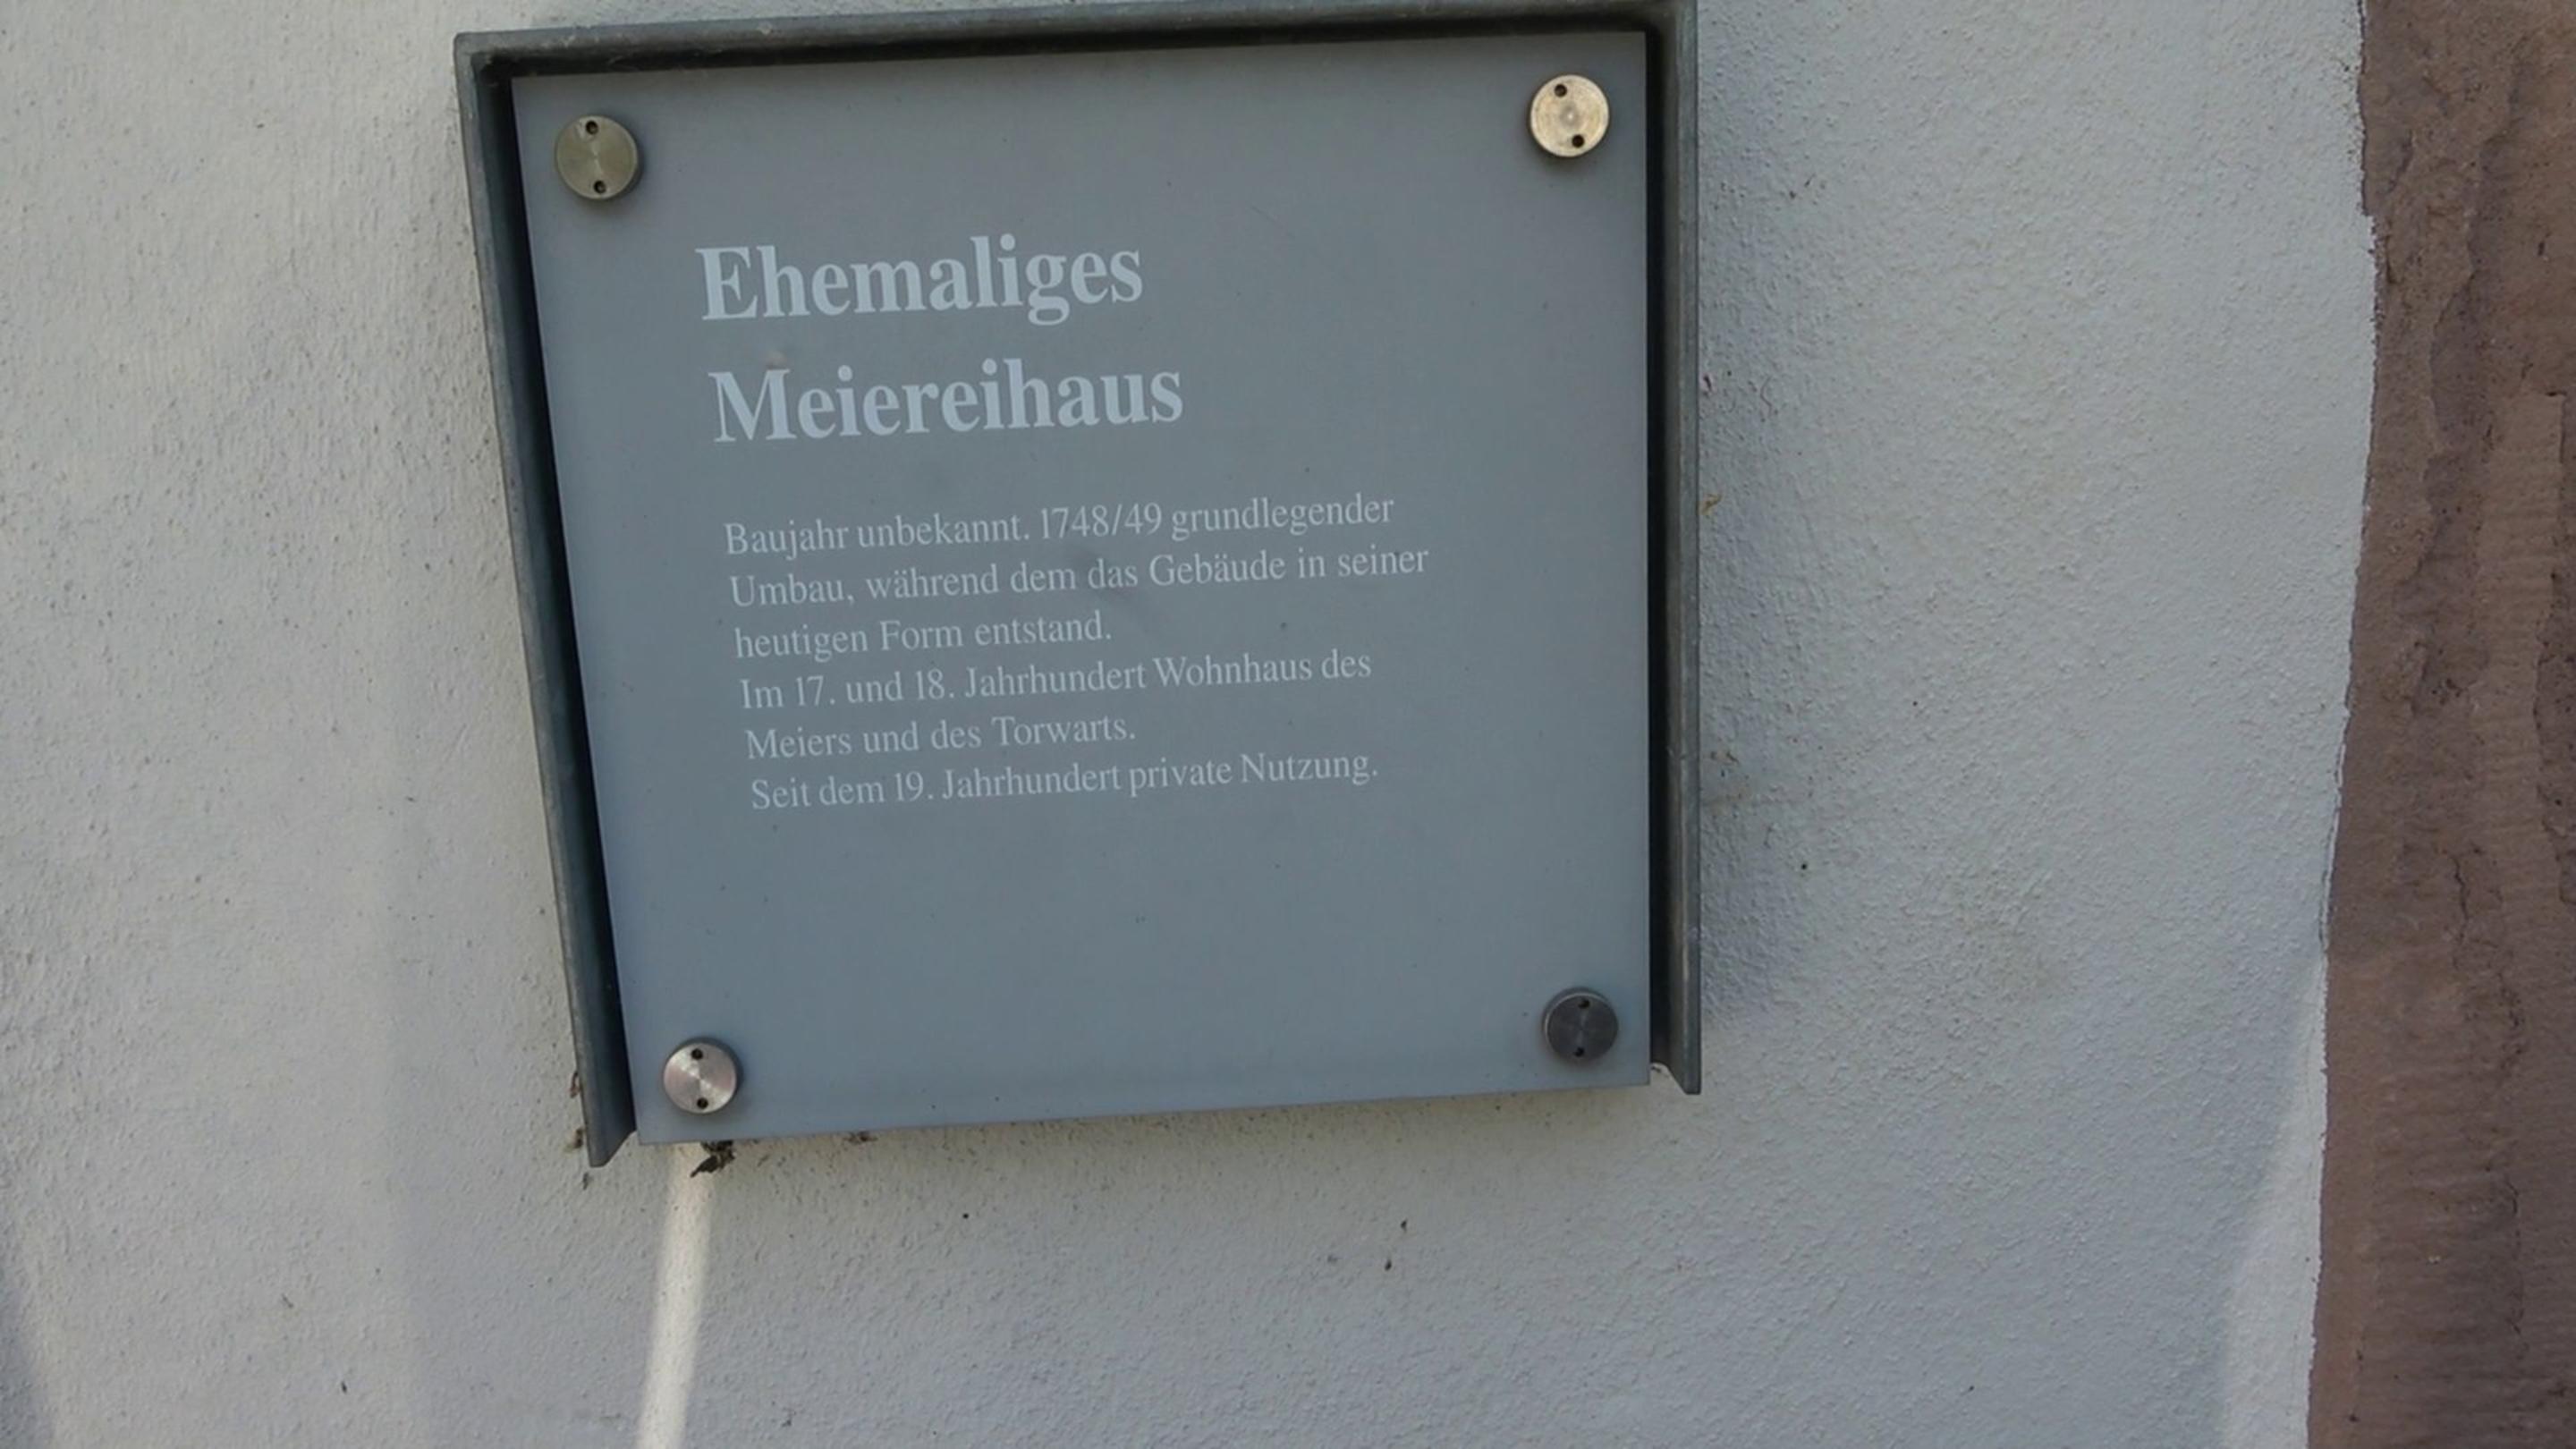 Ehemaliges
Meiereihaus
Baujahr unbekannt. 1748/49 grundlegender
Umbau, während dem das Gebäude in seiner
heutigen Form entstand.
Im 17. und 18. Jahrhundert Wohnhaus des
Meiers und des Torwarts.
Seit dem 19. Jahrhundert private Nutzung.